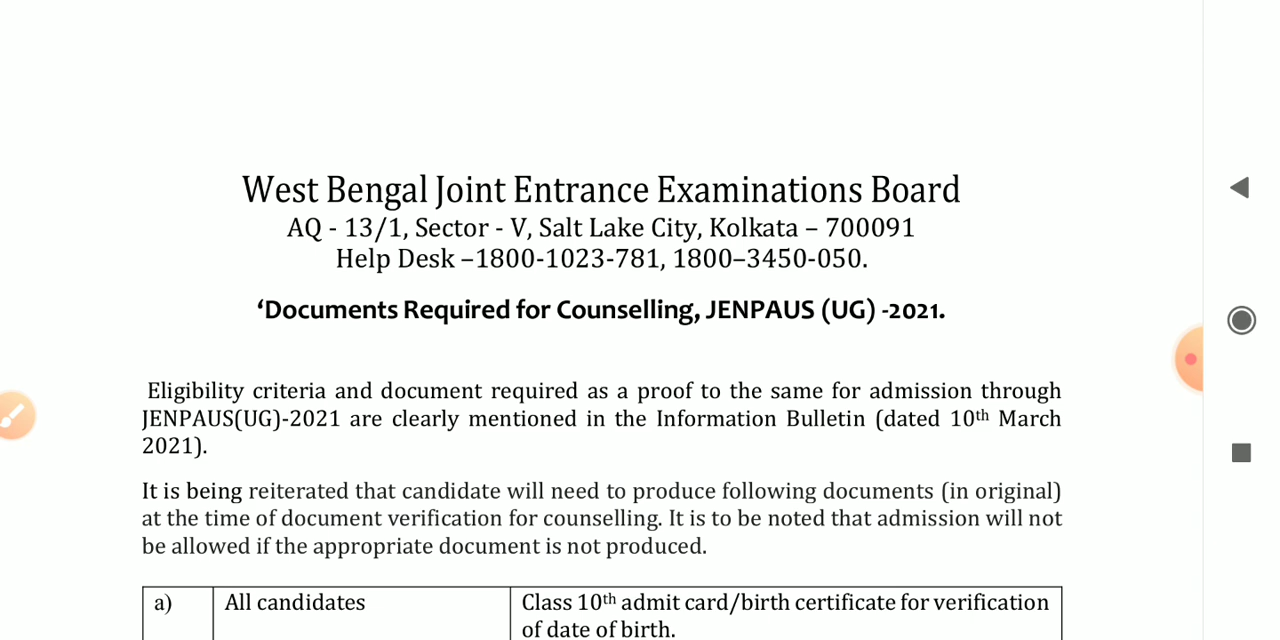 West Bengal Joint Entrance Examinations Board
AQ - 13/1, Sector - V, Salt Lake City, Kolkata – 700091
Help Desk –1800-1023-781, 1800–3450-050.
‘Documents Required for Counselling, JENPAUS (UG) -2021.
Eligibility criteria and document required as a proof to the same for admission through
JENPAUS(UG)-2021 are clearly mentioned in the Information Bulletin (dated 10th March
2021).
It is being reiterated that candidate will need to produce following documents (in original)
at the time of document verification for counselling. It is to be noted that admission will not
be allowed if the appropriate document is not produced.
a) All candidates Class 10th admit card/birth certificate for verification
of date of birth.